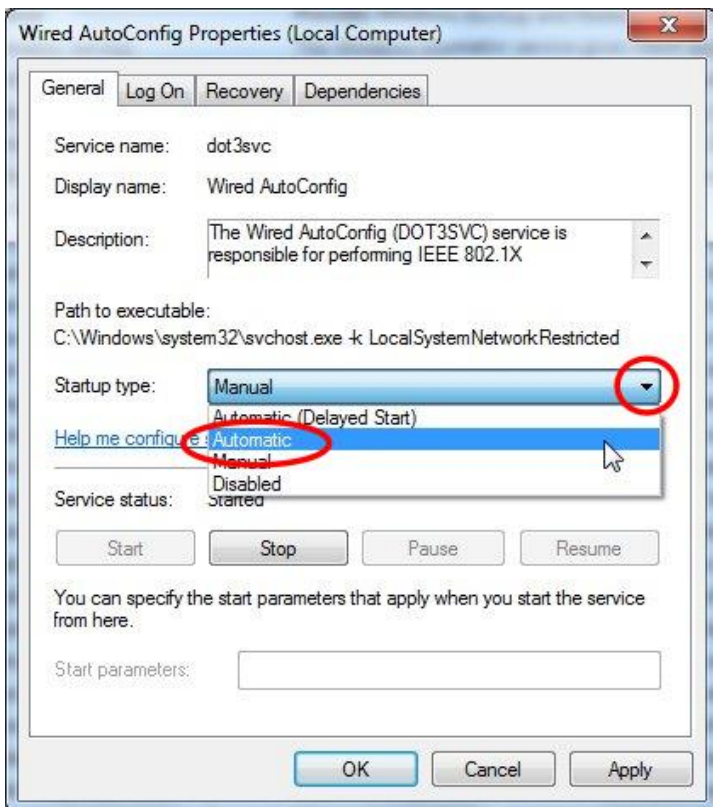 Wired AutoConfig Properties (Local Computer)
General Log On Recovery Dependencies
Service name: dot3svc
Display name: Wired AutoConfig
Description: The Wired AutoConfig (DOT3SVC) service is
responsible for performing IEEE 802.1X
Path to executable:
C:\Windows\system32\svchost.exe -k LocalSystemNetworkRestricted
Startup type: Manual
Automatic (Delayed Start)
Help me configure Automatic
Manual
Disabled
Service status: Started
Start Stop Pause Resume
You can specify the start parameters that apply when you start the service
from here.
Start parameters:
OK Cancel Apply